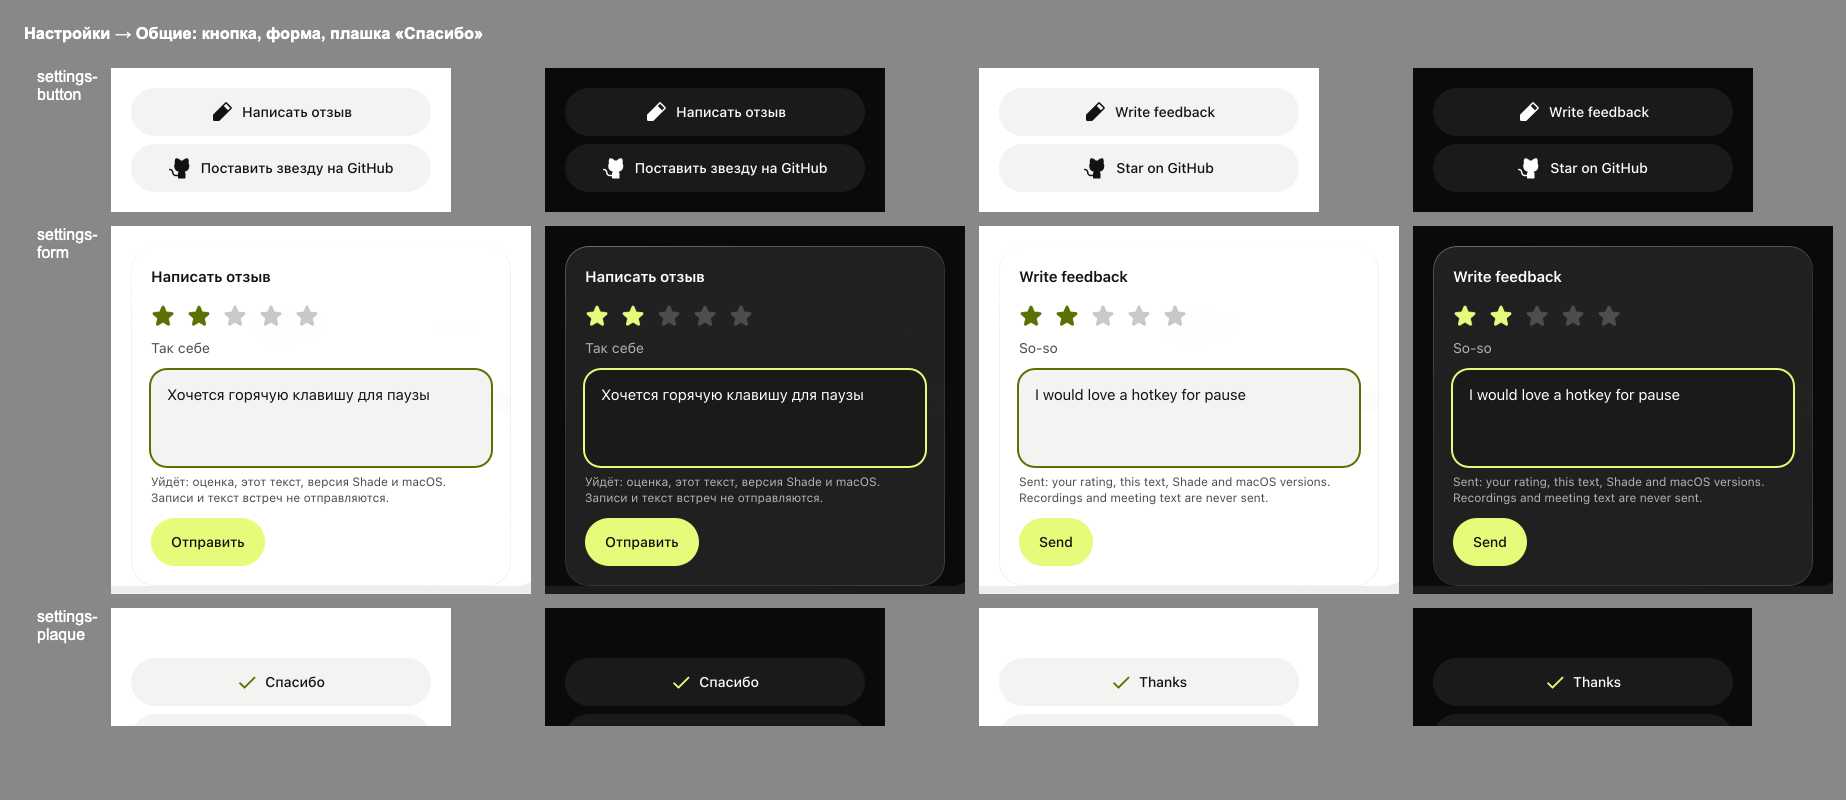 Настройки → Общие: кнопка, форма, плашка «Спасибо»
settings-
button
Написать отзыв
Поставить звезду на GitHub
Написать отзыв
Поставить звезду на GitHub
Write feedback
Star on GitHub
Write feedback
Star on GitHub
settings-
form
Написать отзыв
Так себе
Хочется горячую клавишу для паузы
Уйдёт: оценка, этот текст, версия Shade и macOS.
Записи и текст встреч не отправляются.
Отправить
Написать отзыв
Так себе
Хочется горячую клавишу для паузы
Уйдёт: оценка, этот текст, версия Shade и macOS.
Записи и текст встреч не отправляются.
Отправить
Write feedback
So-so
I would love a hotkey for pause
Sent: your rating, this text, Shade and macOS versions.
Recordings and meeting text are never sent.
Send
Write feedback
So-so
I would love a hotkey for pause
Sent: your rating, this text, Shade and macOS versions.
Recordings and meeting text are never sent.
Send
settings-
plaque
Спасибо
Спасибо
Thanks
Thanks